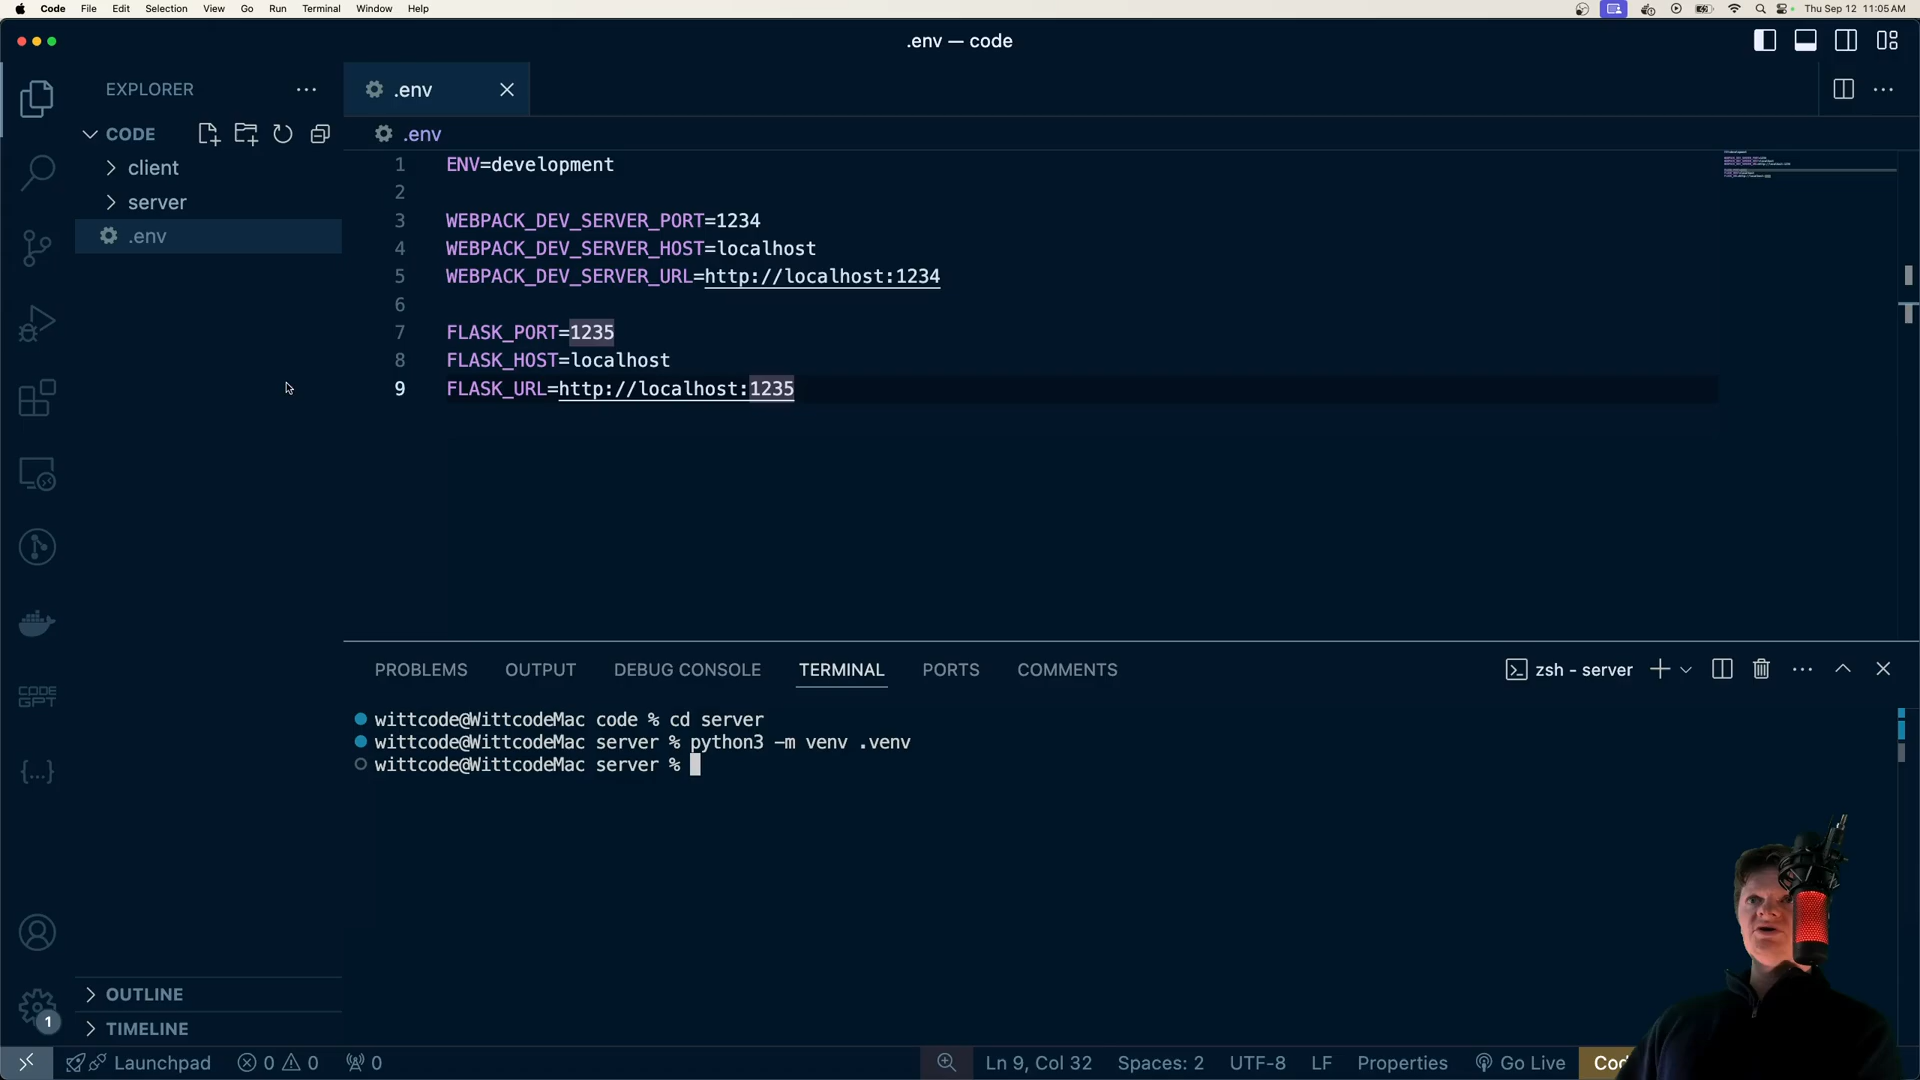 Code File Edit Selection View Go Run Terminal Window Help
Thu Sep 12 11:05 AM
.env — code
EXPLORER
.env
CODE
.env
client
server
.env
1 ENV=development
2
3 WEBPACK_DEV_SERVER_PORT=1234
4 WEBPACK_DEV_SERVER_HOST=localhost
5 WEBPACK_DEV_SERVER_URL=http://localhost:1234
6
7 FLASK_PORT=1235
8 FLASK_HOST=localhost
9 FLASK_URL=http://localhost:1235
CODE
GPT
PROBLEMS OUTPUT DEBUG CONSOLE TERMINAL PORTS COMMENTS
zsh - server
wittcode@WittcodeMac code % cd server
wittcode@WittcodeMac server % python3 -m venv .venv
wittcode@WittcodeMac server %
OUTLINE
1
TIMELINE
Launchpad 0 0 0
Ln 9, Col 32 Spaces: 2 UTF-8 LF Properties Go Live